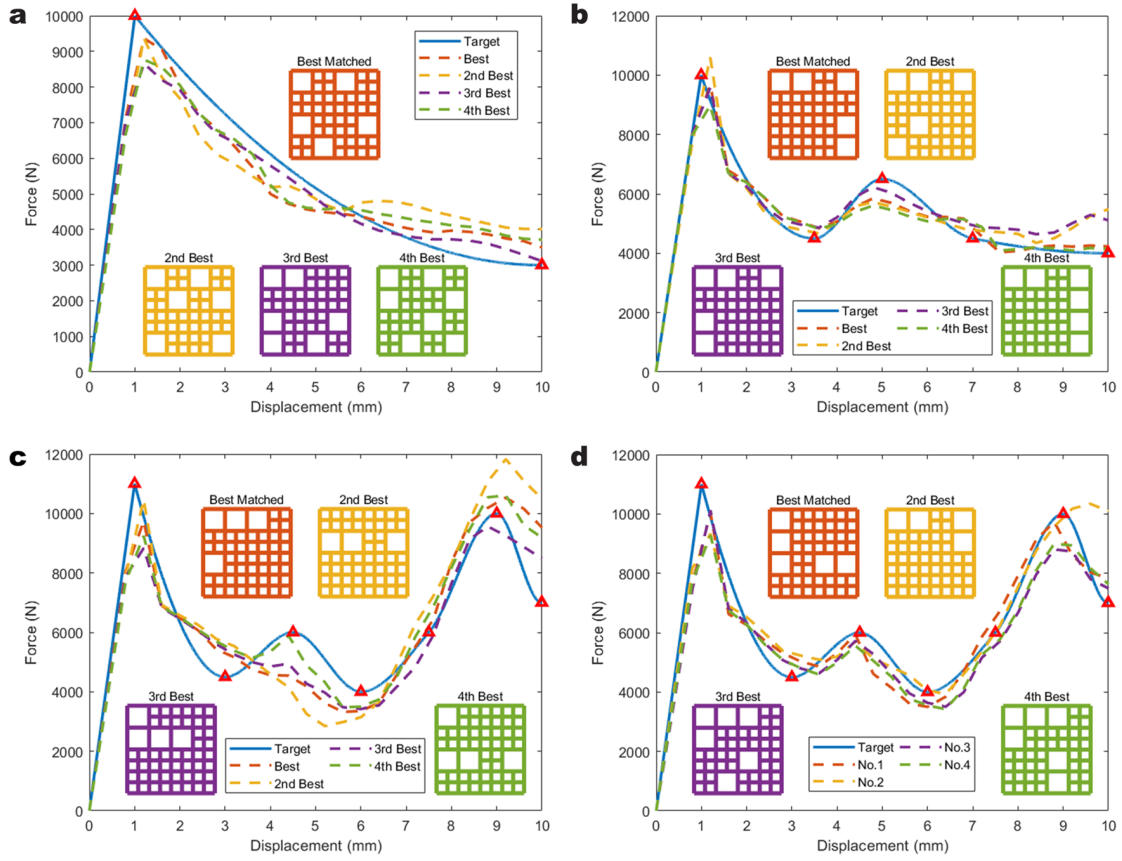 a
10000
9000
8000
7000
6000
5000
4000
3000
2000
1000
0
Force (N)
Best Matched
Target
Best
2nd Best
3rd Best
4th Best
2nd Best
3rd Best
4th Best
0 1 2 3 4 5 6 7 8 9 10
Displacement (mm)
b
12000
10000
8000
6000
4000
2000
0
Force (N)
Best Matched
2nd Best
3rd Best
4th Best
Target
Best
2nd Best
3rd Best
4th Best
0 1 2 3 4 5 6 7 8 9 10
Displacement (mm)
c
12000
10000
8000
6000
4000
2000
0
Force (N)
Best Matched
2nd Best
3rd Best
4th Best
Target
Best
2nd Best
3rd Best
4th Best
0 1 2 3 4 5 6 7 8 9 10
Displacement (mm)
d
12000
10000
8000
6000
4000
2000
0
Force (N)
Best Matched
2nd Best
3rd Best
4th Best
Target
No.1
No.2
No.3
No.4
0 1 2 3 4 5 6 7 8 9 10
Displacement (mm)